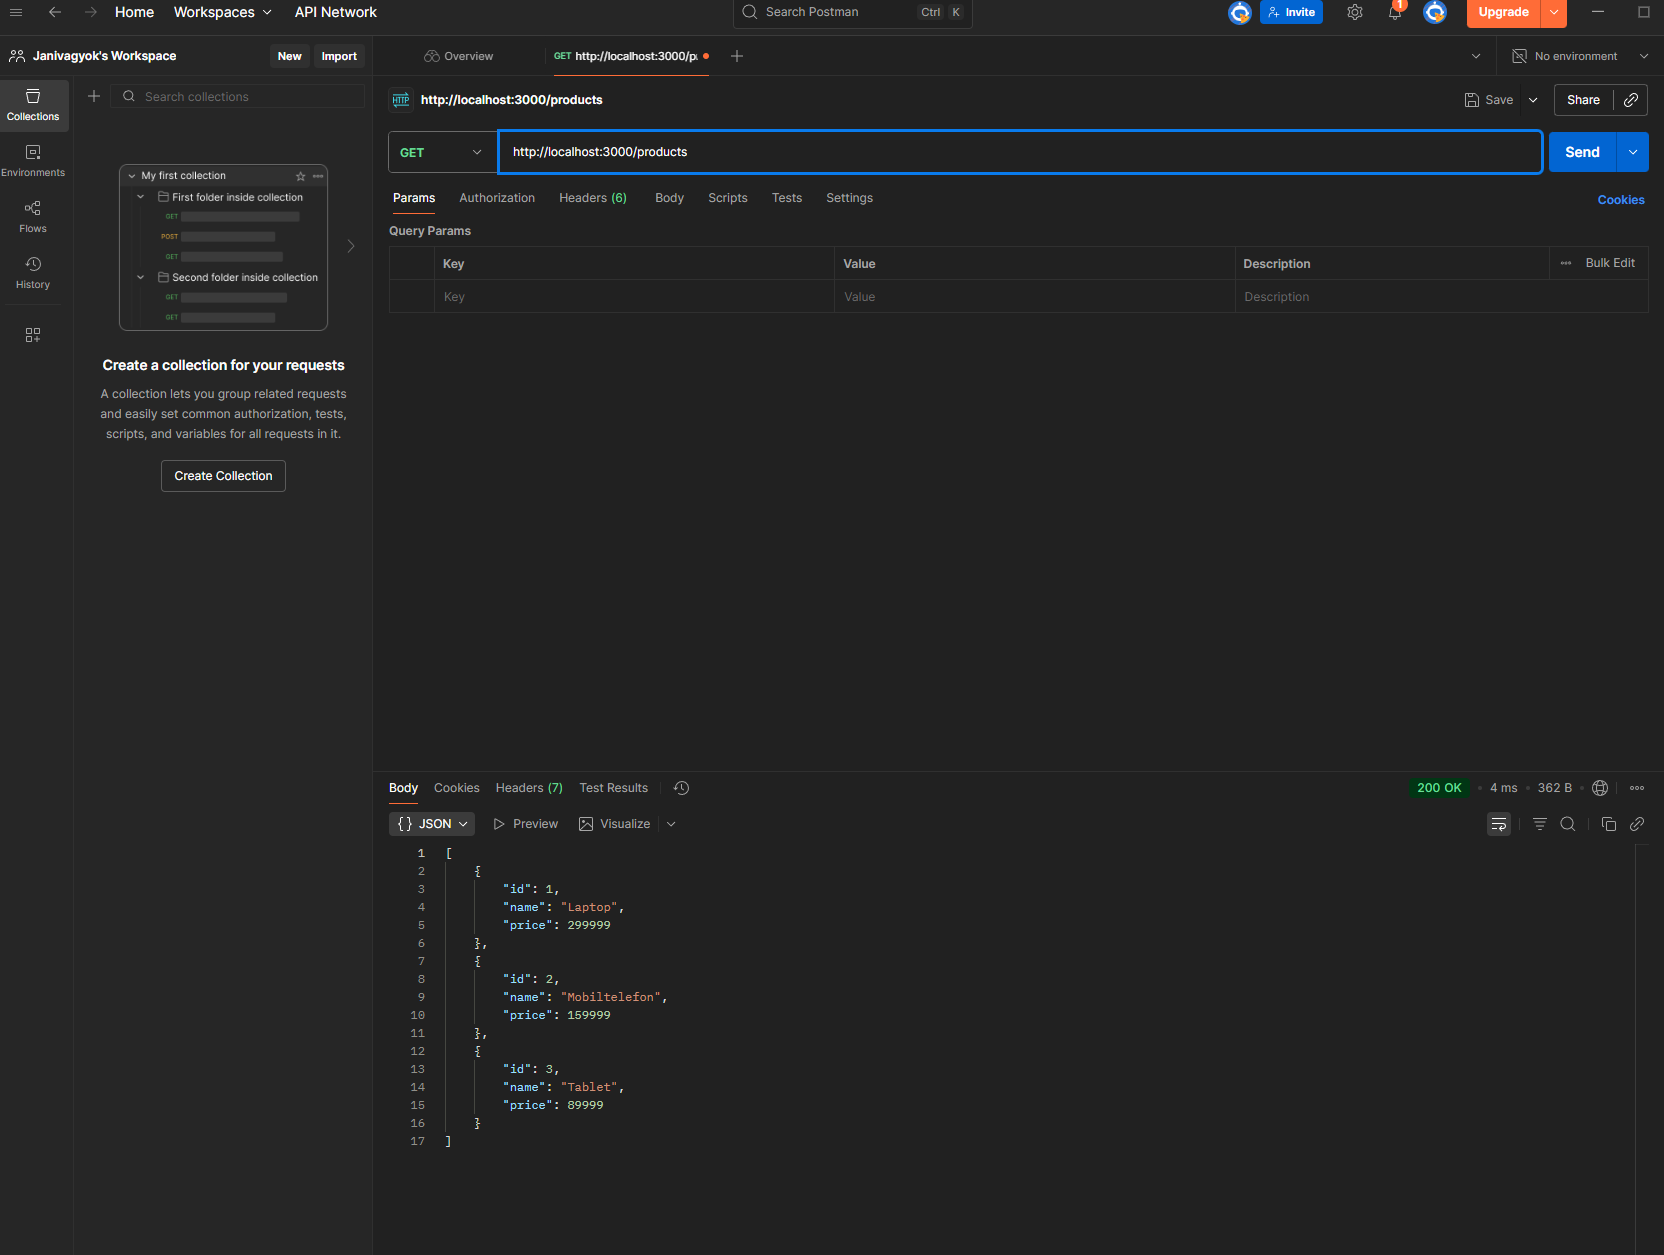 Home Workspaces API Network Search Postman Ctrl K Invite 1 Upgrade
Janivagyok's Workspace New Import Overview GET http://localhost:3000/p No environment
Collections
Search collections
HTTP http://localhost:3000/products Save Share
GET http://localhost:3000/products Send
Environments
Params Authorization Headers (6) Body Scripts Tests Settings Cookies
Flows
Query Params
History
Key Value Description Bulk Edit
Key Value Description
My first collection
First folder inside collection
GET
POST
GET
Second folder inside collection
GET
GET
Create a collection for your requests
A collection lets you group related requests
and easily set common authorization, tests,
scripts, and variables for all requests in it.
Create Collection
Body Cookies Headers (7) Test Results 200 OK 4 ms 362 B
{} JSON Preview Visualize
1 [
2 {
3 "id": 1,
4 "name": "Laptop",
5 "price": 299999
6 },
7 {
8 "id": 2,
9 "name": "Mobiltelefon",
10 "price": 159999
11 },
12 {
13 "id": 3,
14 "name": "Tablet",
15 "price": 89999
16 }
17 ]